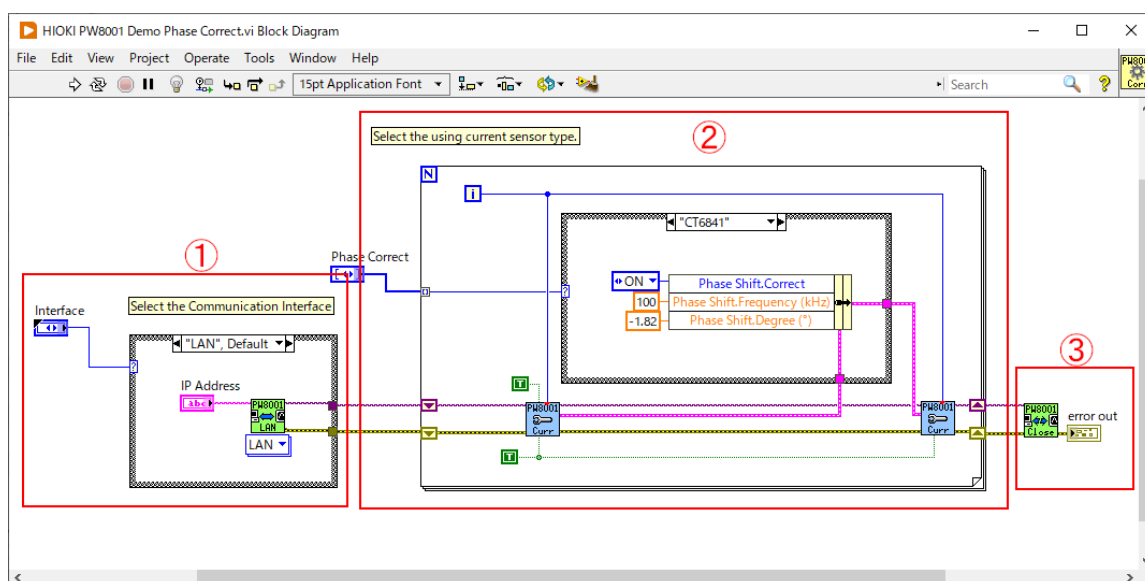 HIOKI PW8001 Demo Phase Correct.vi Block Diagram
File Edit View Project Operate Tools Window Help
15pt Application Font
Search
PW800
Corr
Select the using current sensor type.
②
N
i
"CT6841"
①
Phase Correct
ON
Phase Shift.Correct
100
Phase Shift.Frequency (kHz)
-1.82
Phase Shift.Degree (°)
Interface
Select the Communication Interface
"LAN", Default
③
IP Address
abc
PW8001
LAN
LAN
T
PW8001
Curr
PW8001
Curr
PW8001
Close
error out
T